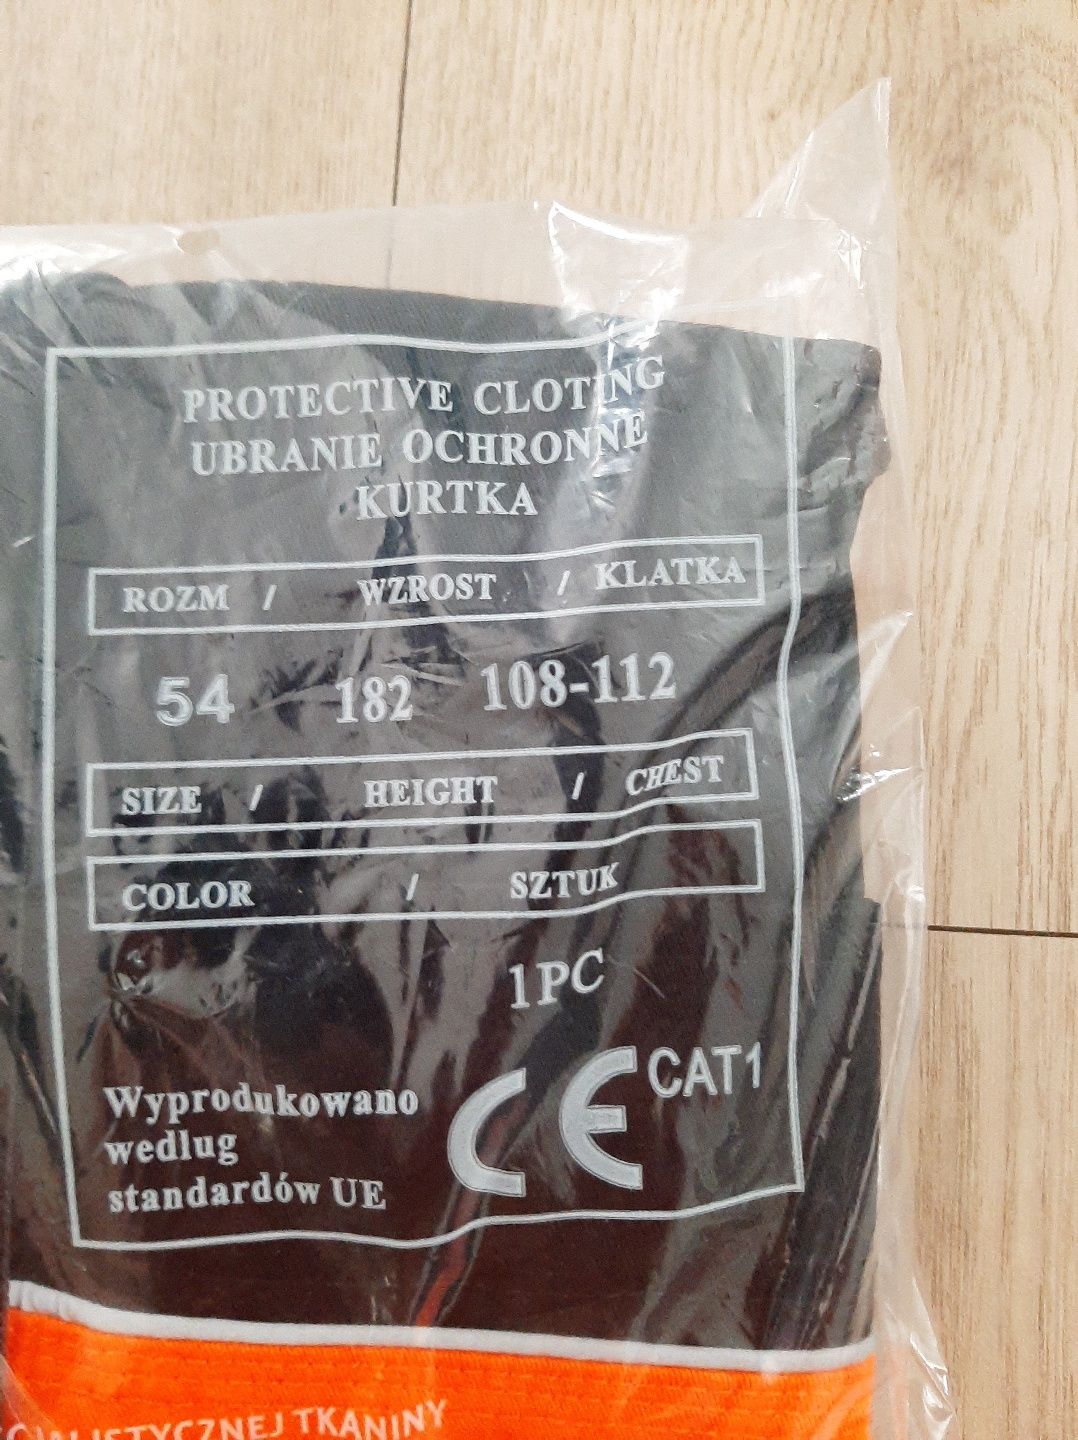 PROTECTIVE CLOTING
UBRANIE OCHRONNE
KURTKA
ROZM / WZROST / KLATKA
54 182 108-112
SIZE / HEIGHT / CHEST
COLOR / SZTUK
1PC
Wyprodukowano
wedlug
standardów UE
CE CAT1
TKANINY